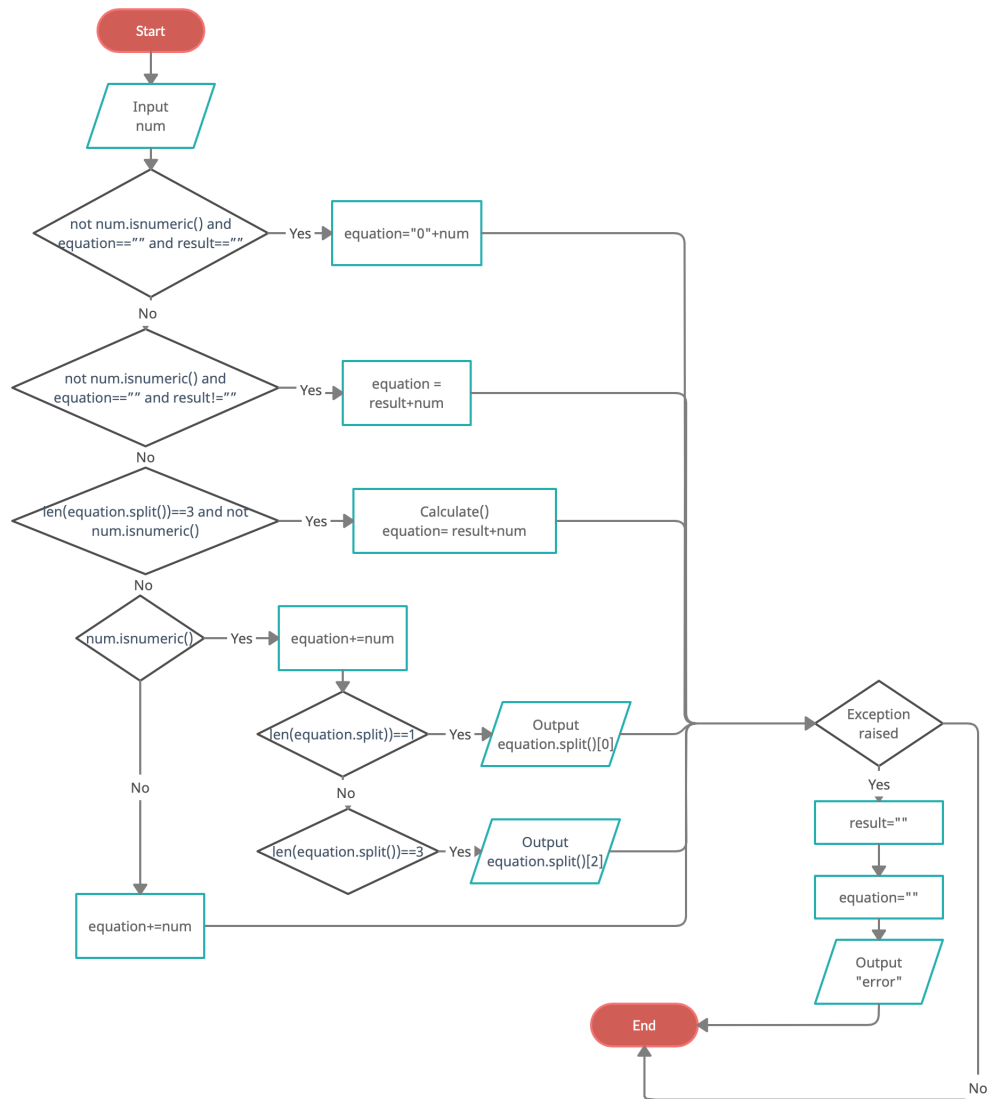 Start
Input
num
not num.isnumeric() and
equation==”” and result==””
Yes
equation="0"+num
No
not num.isnumeric() and
equation==”” and result!=””
Yes
equation =
result+num
No
len(equation.split())==3 and not
num.isnumeric()
Yes
Calculate()
equation= result+num
No
num.isnumeric()
Yes
equation+=num
len(equation.split))==1
Yes
Output
equation.split()[0]
Exception
raised
No
No
Yes
len(equation.split())==3
Yes
Output
equation.split()[2]
result=""
equation+=num
equation=""
Output
"error"
End
No